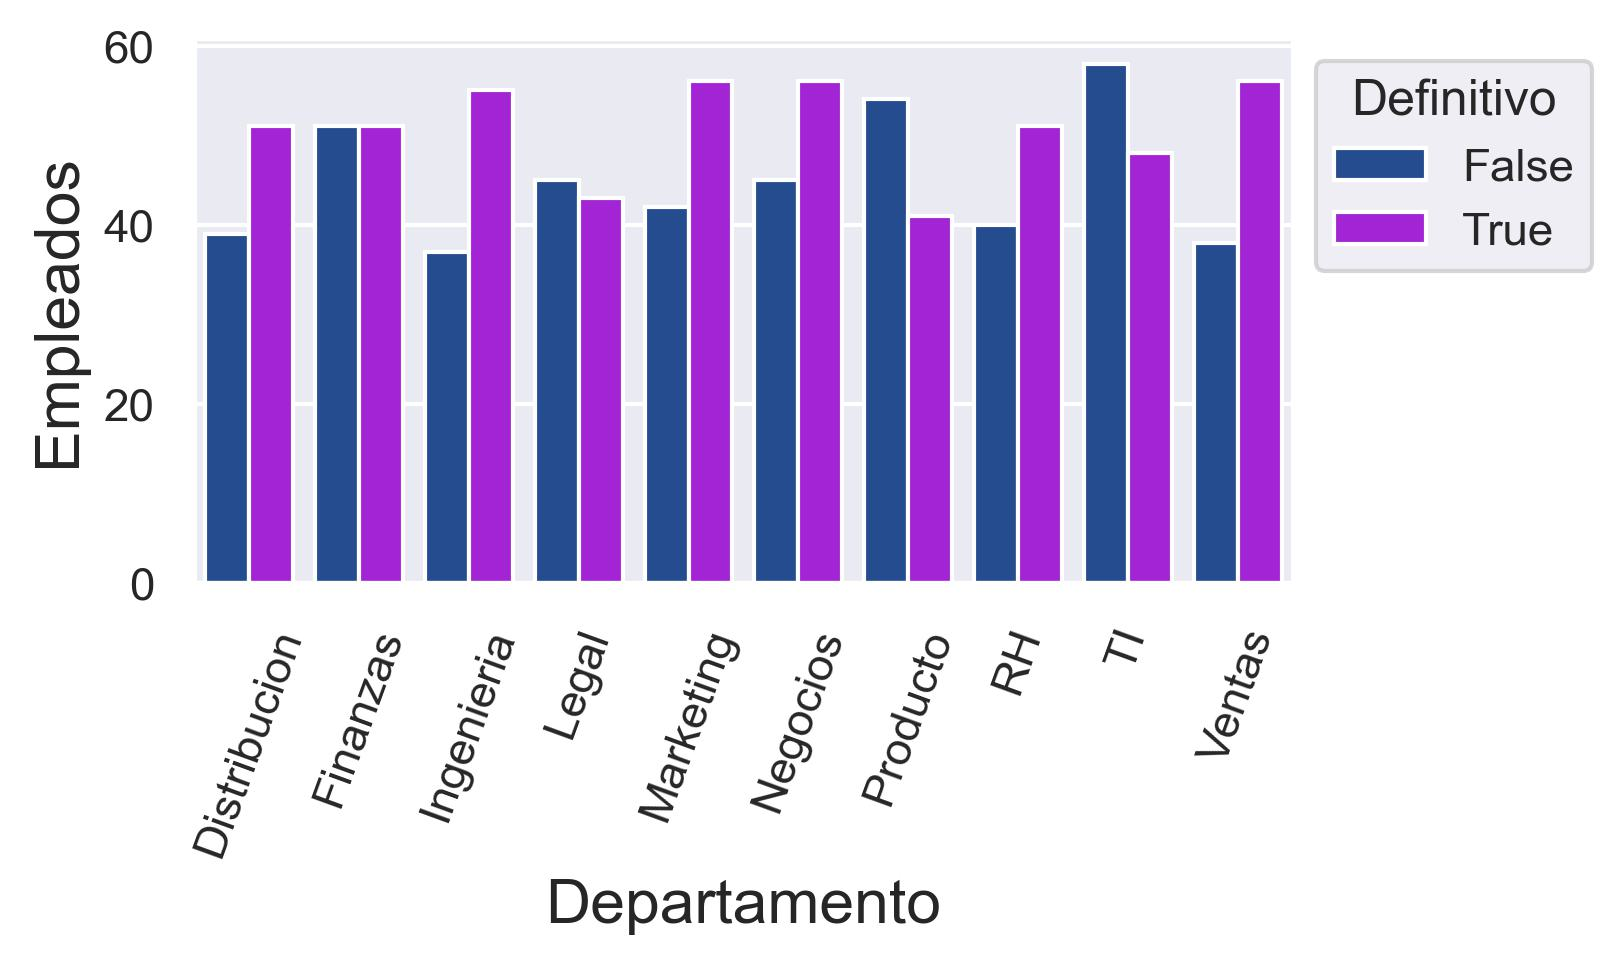 Empleados
60
40
20
0
Distribucion
Finanzas
Ingenieria
Legal
Marketing
Negocios
Producto
RH
TI
Ventas
Departamento
Definitivo
False
True